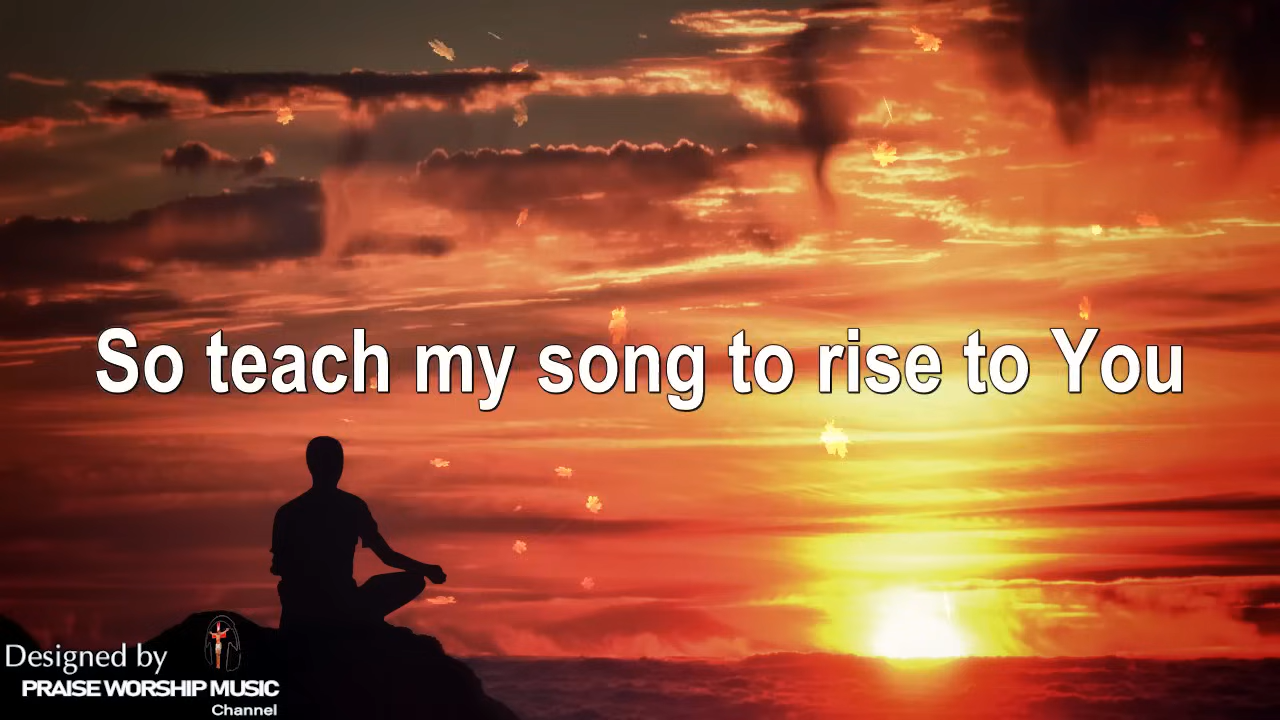 So teach my song to rise to You
Designed by
PRAISE WORSHIP MUSIC
Channel